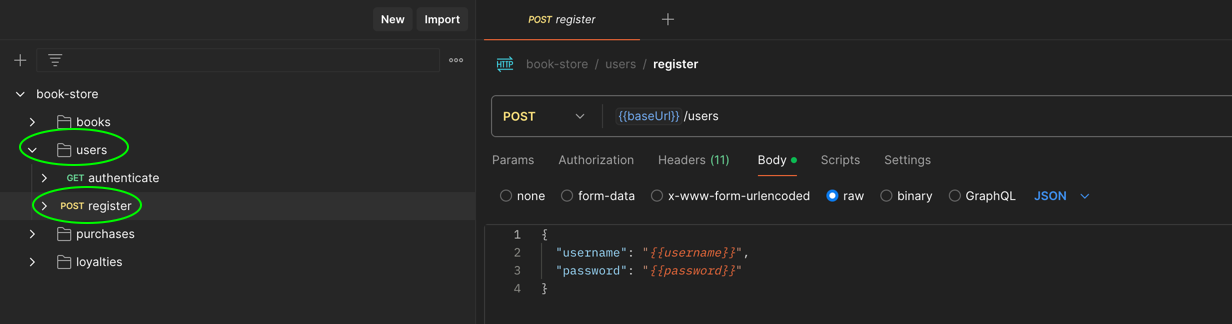 New Import
book-store
books
users
GET authenticate
POST register
purchases
loyalties
POST register
HTTP book-store / users / register
POST {{baseUrl}} /users
Params Authorization Headers (11) Body Scripts Settings
none form-data x-www-form-urlencoded raw binary GraphQL JSON
1 {
2 "username": "{{username}}",
3 "password": "{{password}}"
4 }